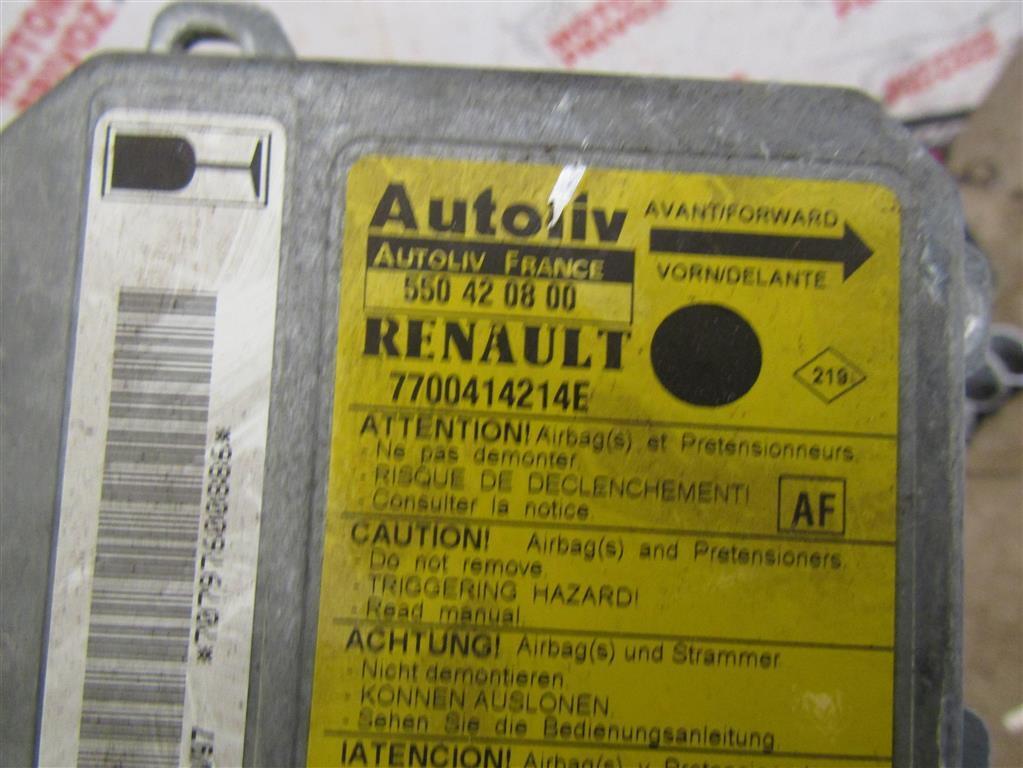 Autoliv
AUTOLIV FRANCE
550 42 08 00
RENAULT
7700414214E
AVANT/FORWARD
VORN/DELANTE
219
ATTENTION! Airbag(s) et Pretensionneurs.
- Ne pas demonter.
- RISQUE DE DECLENCHEMENT!
- Consulter la notice.
AF
CAUTION! Airbag(s) and Pretensioners.
- Do not remove.
- TRIGGERING HAZARD!
- Read manual.
ACHTUNG! Airbag(s) und Strammer.
- Nicht demontieren.
- KONNEN AUSLONEN.
- Sehen Sie die Bedienungsanleitung.